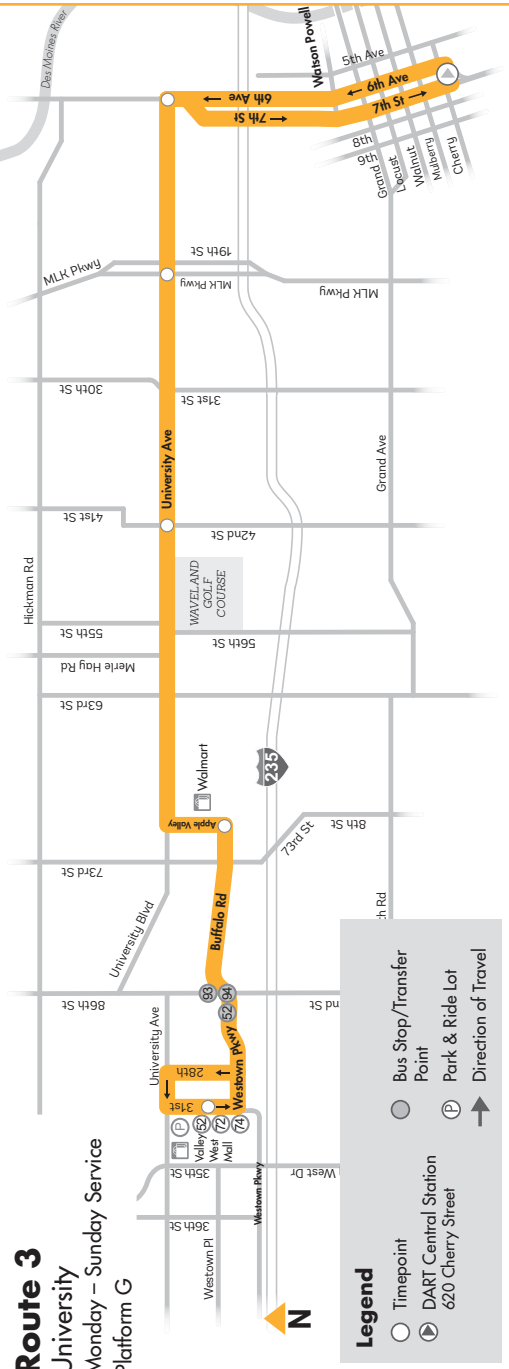 Route 3
University
Monday – Sunday Service
Platform G
Des Moines River
Watson Powell
5th Ave
6th Ave
6th Ave
7th St
7th St
8th
9th
Grand
Locust
Walnut
Mulberry
Cherry
MLK Pkwy
19th St
MLK Pkwy
MLK Pkwy
30th St
31st St
University Ave
Grand Ave
41st St
42nd St
Hickman Rd
WAVELAND
GOLF
COURSE
55th St
56th St
Merle Hay Rd
63rd St
Walmart
235
Apple Valley
73rd St
73rd St
8th St
University Blvd
Buffalo Rd
86th St
93
94
52
University Ave
28th
31st
Westown Pkwy
P
Valley
West
Mall
52
72
74
35th St
West Dr
36th St
Westown Pl
Westown Pkwy
N
Legend
Timepoint
DART Central Station
620 Cherry Street
Bus Stop/Transfer
Point
P
Park & Ride Lot
Direction of Travel